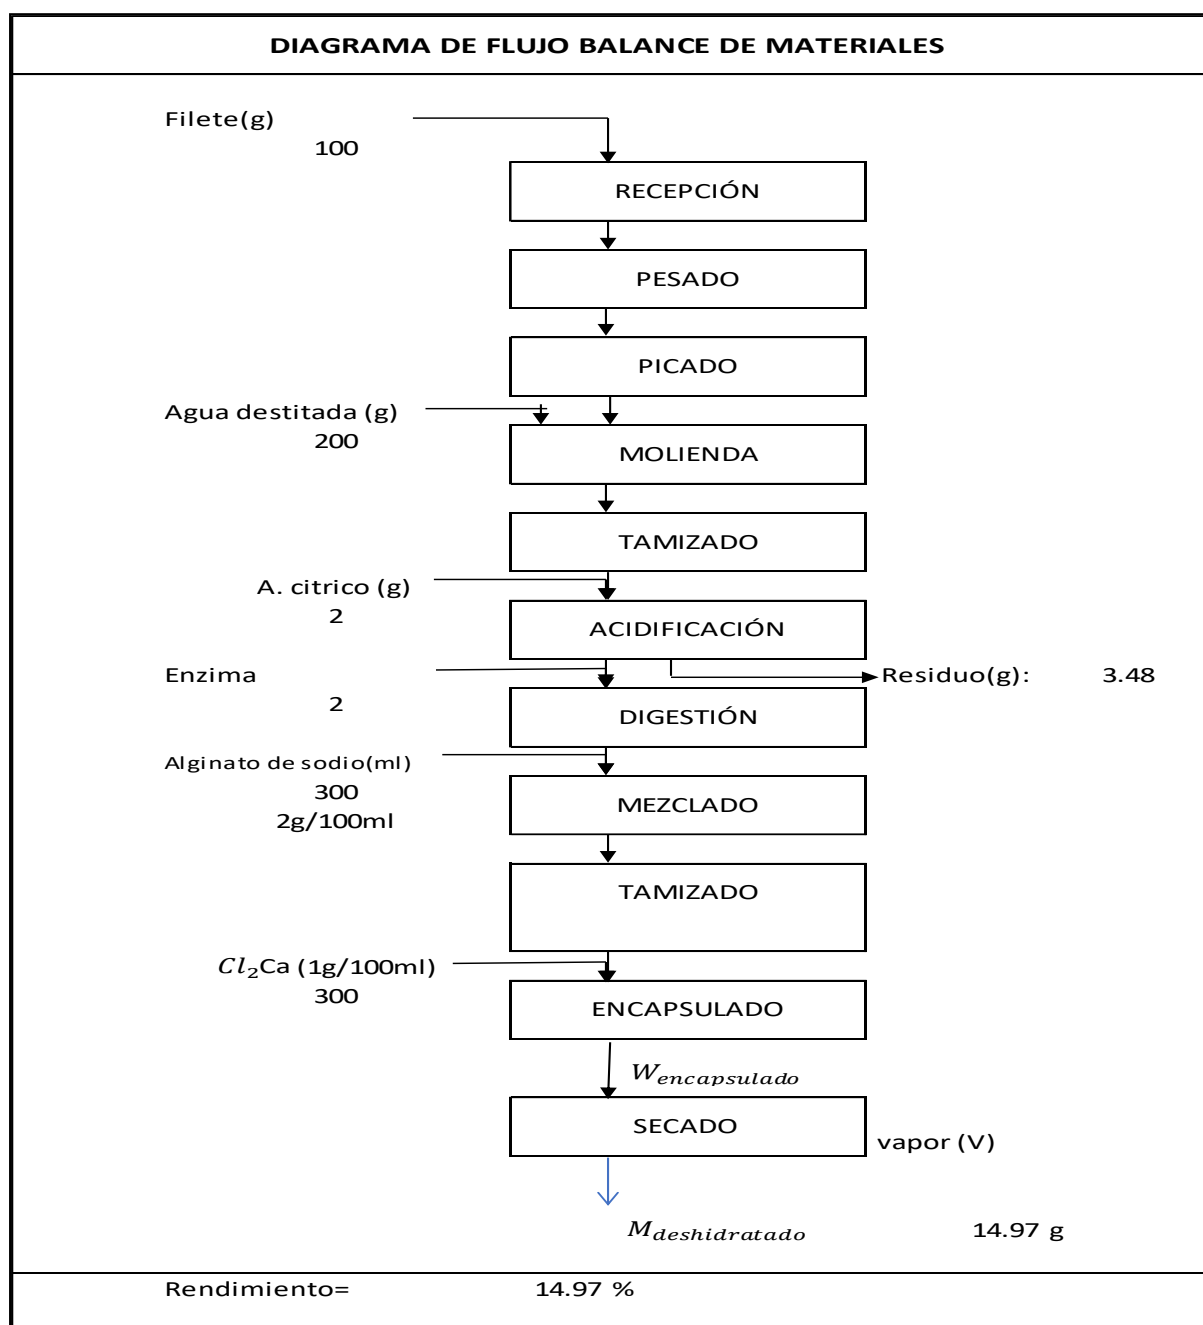 DIAGRAMA DE FLUJO BALANCE DE MATERIALES
Filete(g)
100
RECEPCIÓN
PESADO
PICADO
Agua destitada (g)
200
MOLIENDA
TAMIZADO
A. citrico (g)
2
ACIDIFICACIÓN
Enzima
2
Residuo(g): 3.48
DIGESTIÓN
Alginato de sodio(ml)
300
2g/100ml
MEZCLADO
TAMIZADO
Cl₂Ca (1g/100ml)
300
ENCAPSULADO
W encapsulado
SECADO
vapor (V)
M deshidratado 14.97 g
Rendimiento= 14.97 %